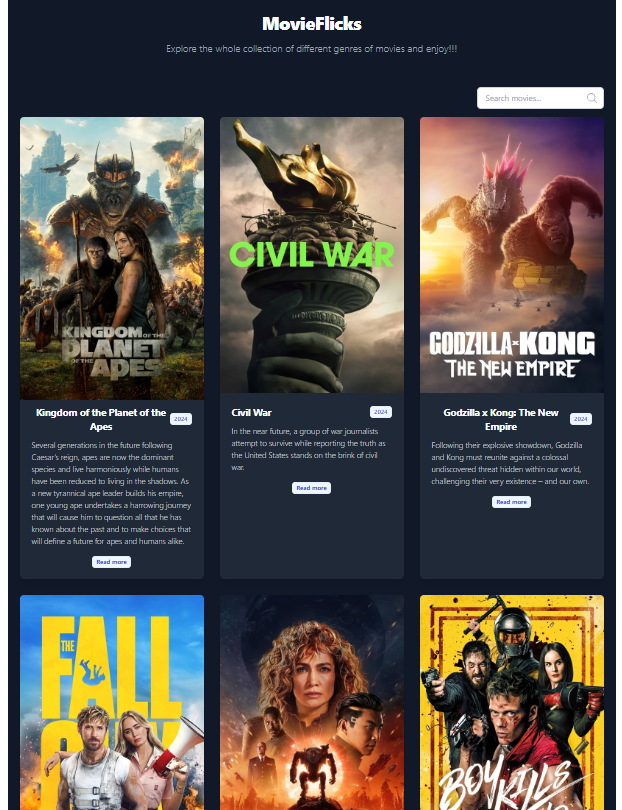 MovieFlicks
Explore the whole collection of different genres of movies and enjoy!!!
Search movies...
KINGDOM OF THE
PLANET
OF THE APES
CIVIL WAR
GODZILLA x KONG
THE NEW EMPIRE
Kingdom of the Planet of the
Apes
2024
Several generations in the future following
Caesar's reign, apes are now the dominant
species and live harmoniously while humans
have been reduced to living in the shadows. As
a new tyrannical ape leader builds his empire,
one young ape undertakes a harrowing journey
that will cause him to question all that he has
known about the past and to make choices that
will define a future for apes and humans alike.
Read more
Civil War
2024
In the near future, a group of war journalists
attempt to survive while reporting the truth as
the United States stands on the brink of civil
war.
Read more
Godzilla x Kong: The New
Empire
2024
Following their explosive showdown, Godzilla
and Kong must reunite against a colossal
undiscovered threat hidden within our world,
challenging their very existence – and our own.
Read more
THE
FALL
BOY KILLS